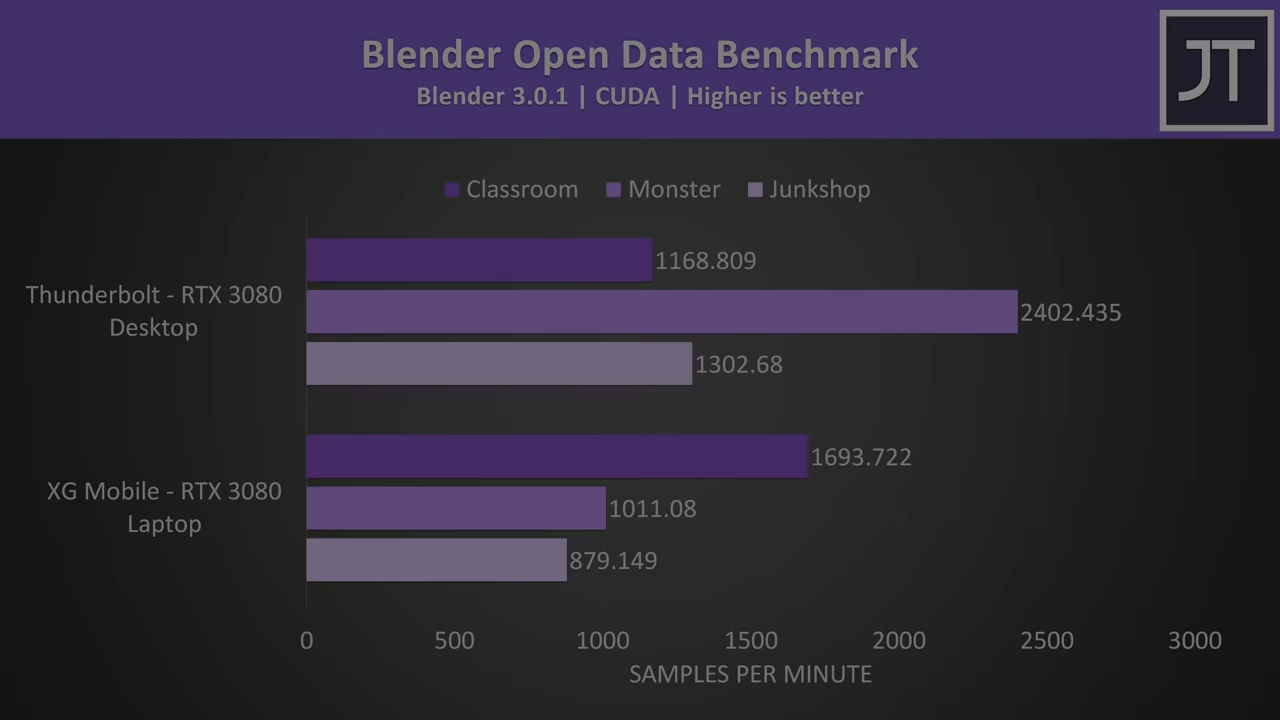 Blender Open Data Benchmark
JT
Blender 3.0.1 | CUDA | Higher is better
Classroom Monster Junkshop
Thunderbolt - RTX 3080
Desktop
1168.809
2402.435
1302.68
XG Mobile - RTX 3080
Laptop
1693.722
1011.08
879.149
0 500 1000 1500 2000 2500 3000
SAMPLES PER MINUTE